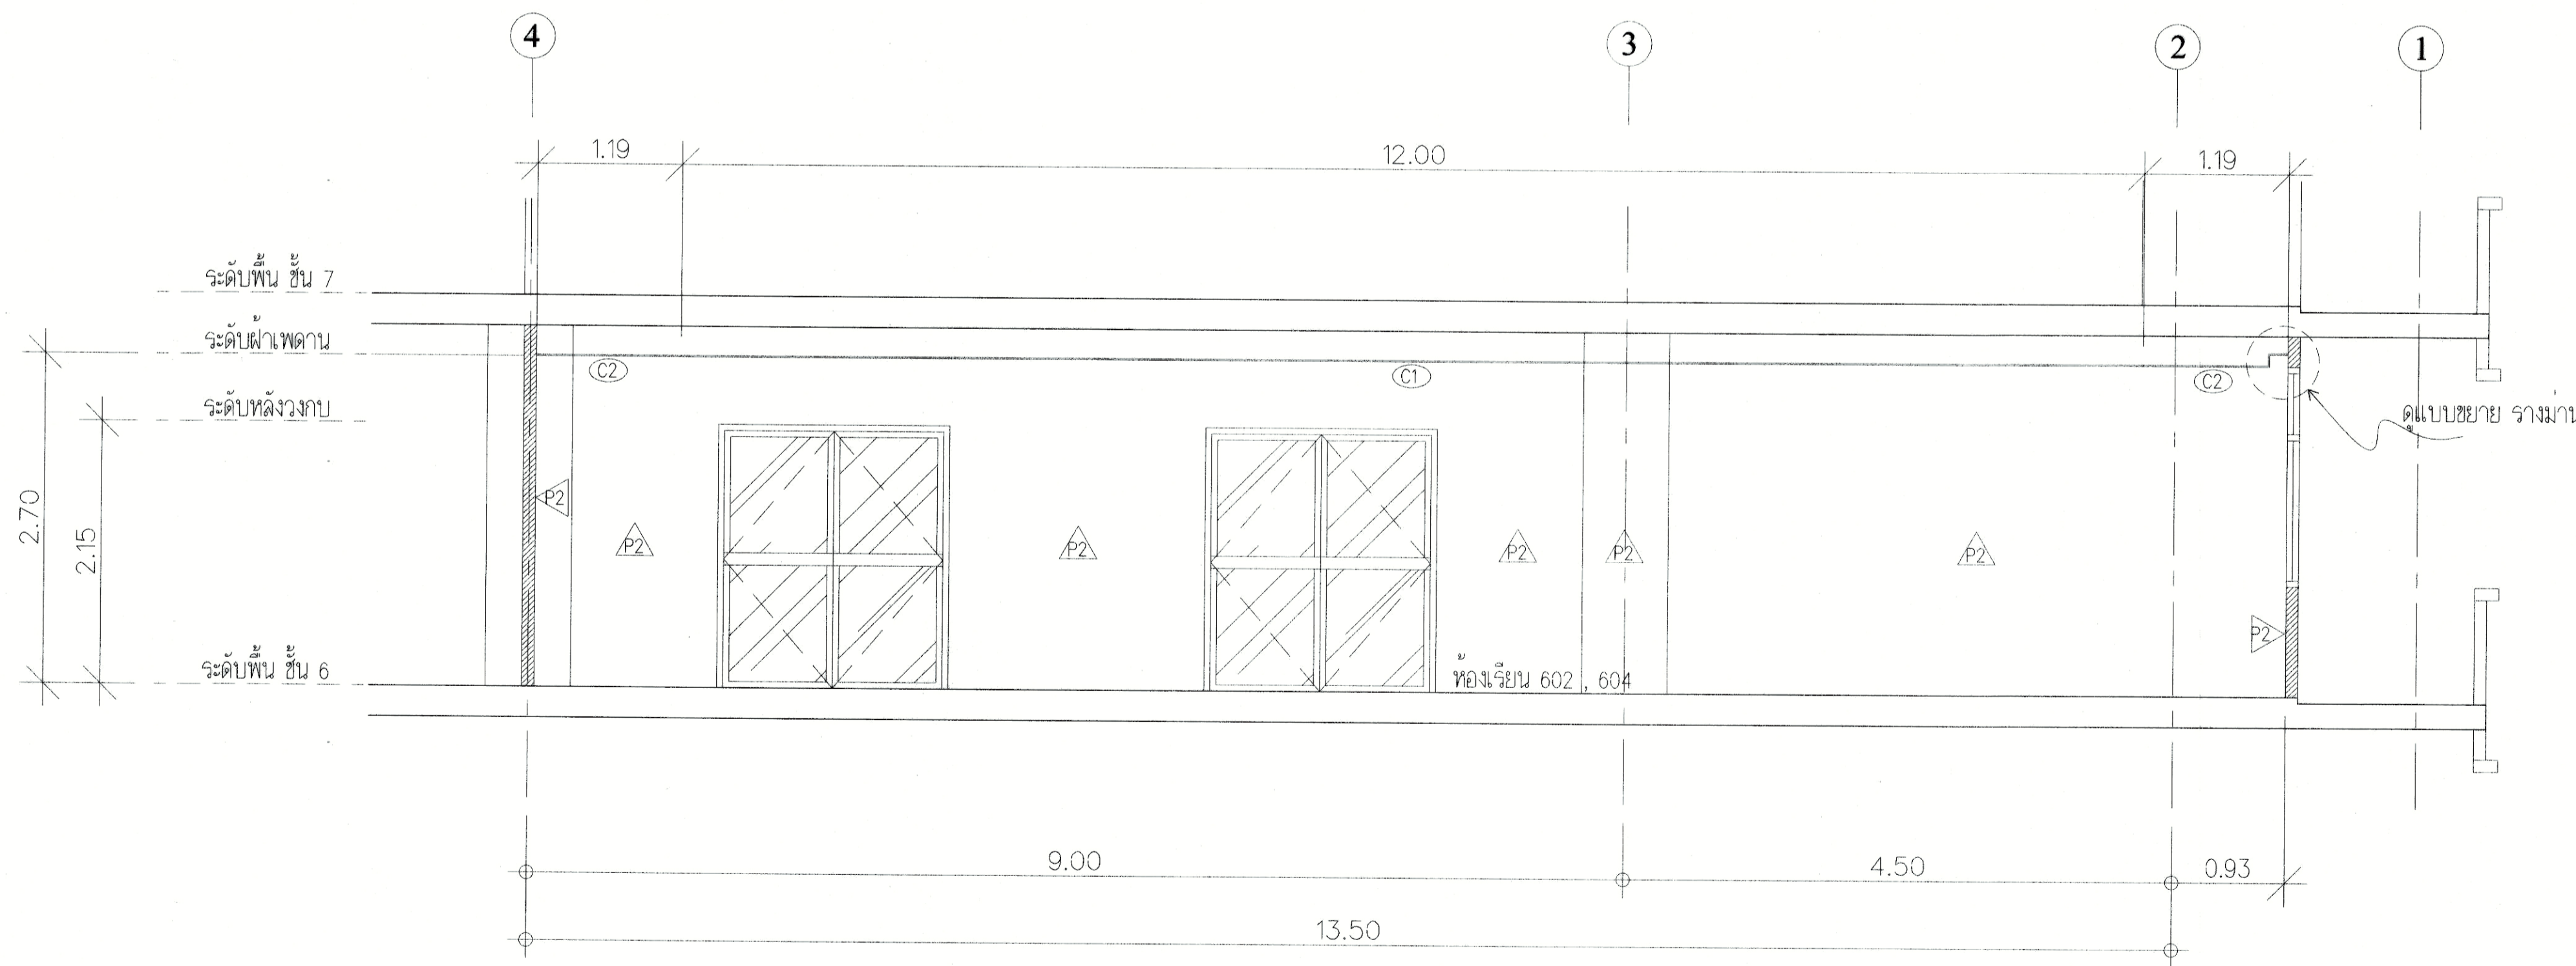 4
3
2
1
1.19
12.00
1.19
ระดับพื้น ชั้น 7
ระดับฝ้าเพดาน
C2
C1
C2
ระดับหลังวงกบ
ดูแบบขยาย รางม่าน
2.70
2.15
P2
P2
P2
P2
P2
P2
P2
ระดับพื้น ชั้น 6
ห้องเรียน 602 , 604
9.00
4.50
0.93
13.50